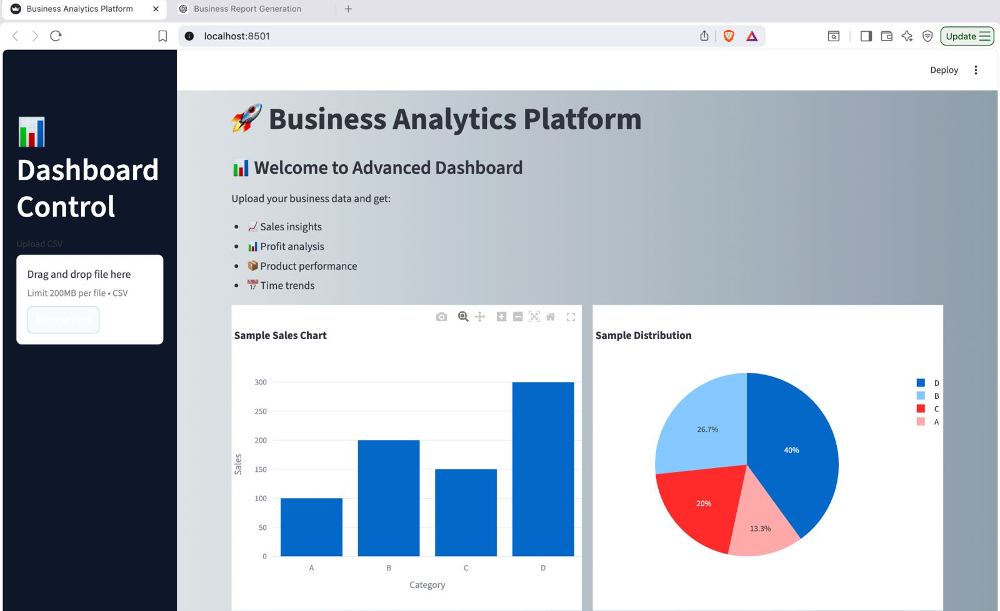 Business Analytics Platform
Business Report Generation
localhost:8501
Update
Deploy
Dashboard
Control
Upload CSV
Drag and drop file here
Limit 200MB per file • CSV
Browse files
🚀 Business Analytics Platform
📊 Welcome to Advanced Dashboard
Upload your business data and get:
• 📈 Sales insights
• 📊 Profit analysis
• 📦 Product performance
• 📅 Time trends
Sample Sales Chart
300
250
200
150
100
50
0
Sales
A B C D
Category
Sample Distribution
26.7%
40%
20%
13.3%
D
B
C
A